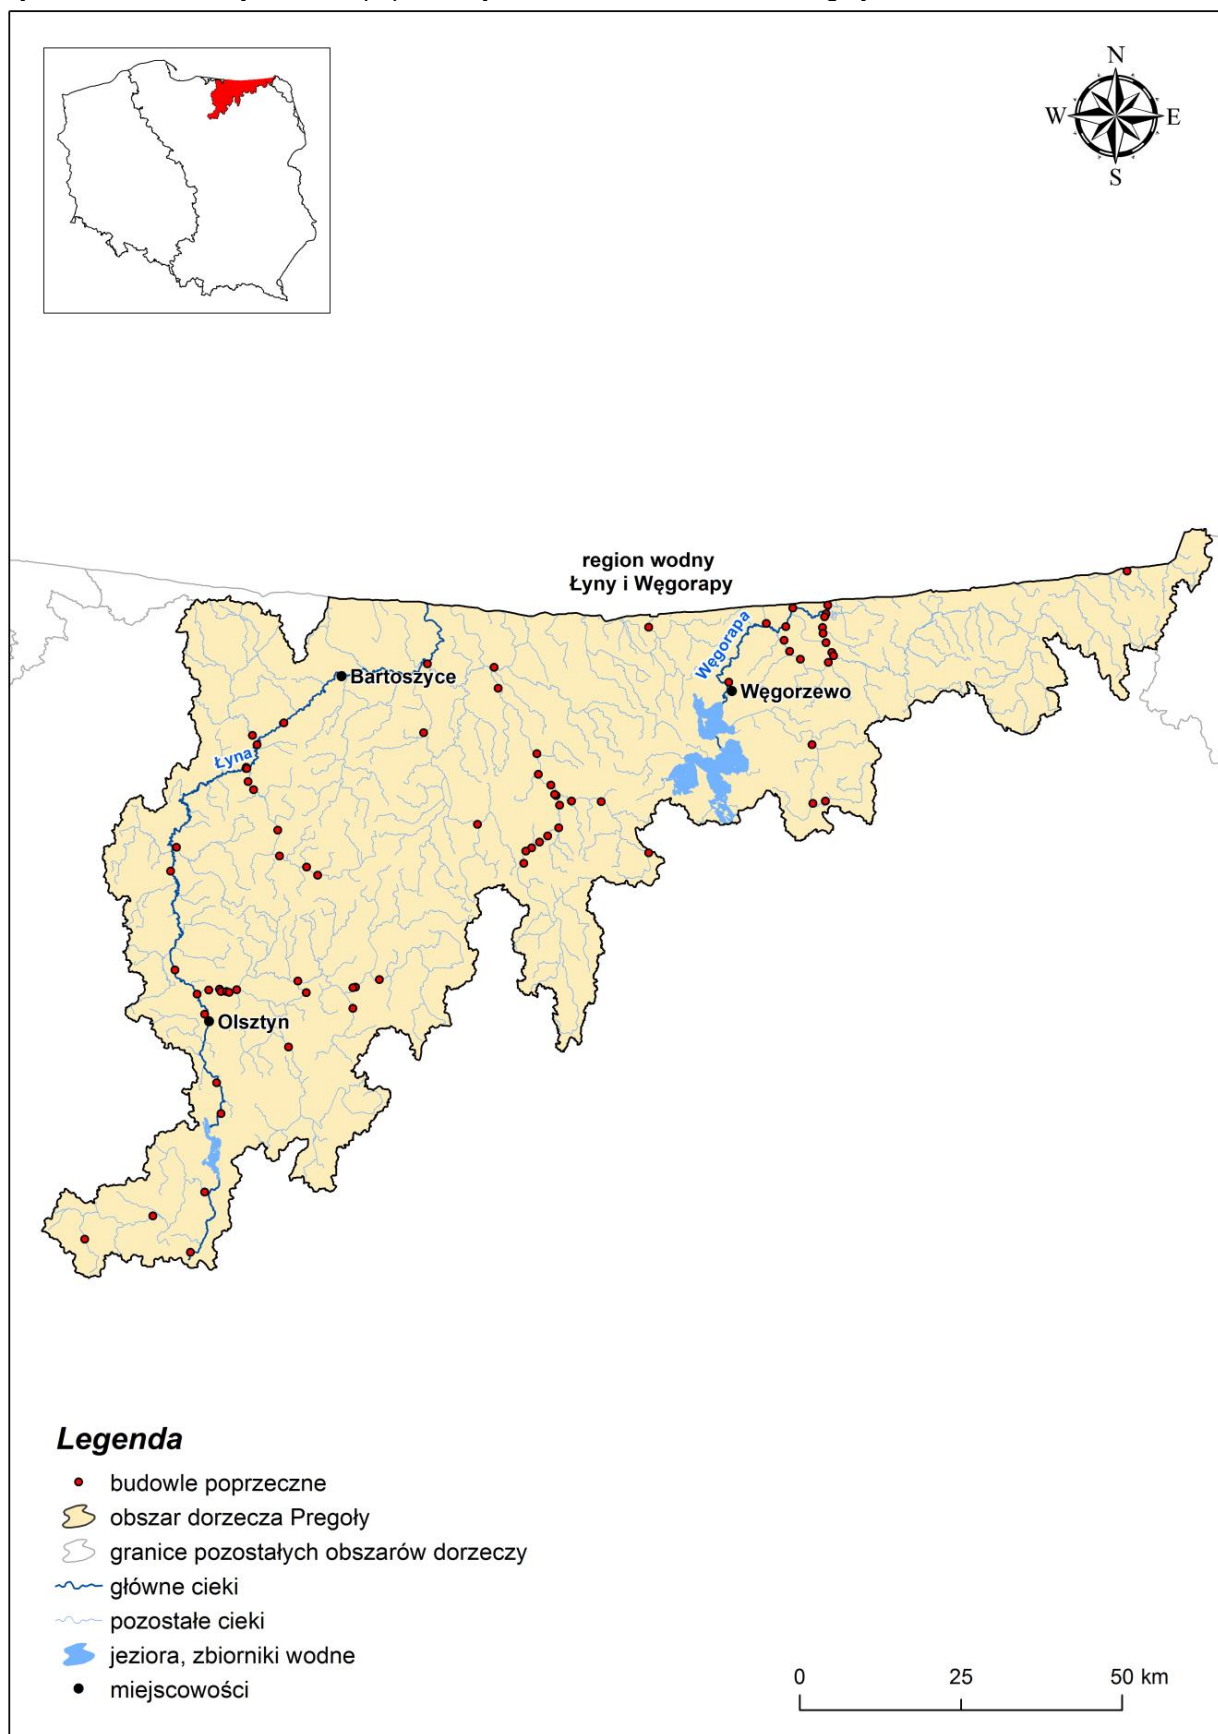 N
W E
S
region wodny
Łyny i Węgorapy
Węgorapa
Bartoszyce
Węgorzewo
Łyna
Olsztyn
Legenda
budowle poprzeczne
obszar dorzecza Pregoły
granice pozostałych obszarów dorzeczy
główne cieki
pozostałe cieki
jeziora, zbiorniki wodne
miejscowości
0 25 50 km